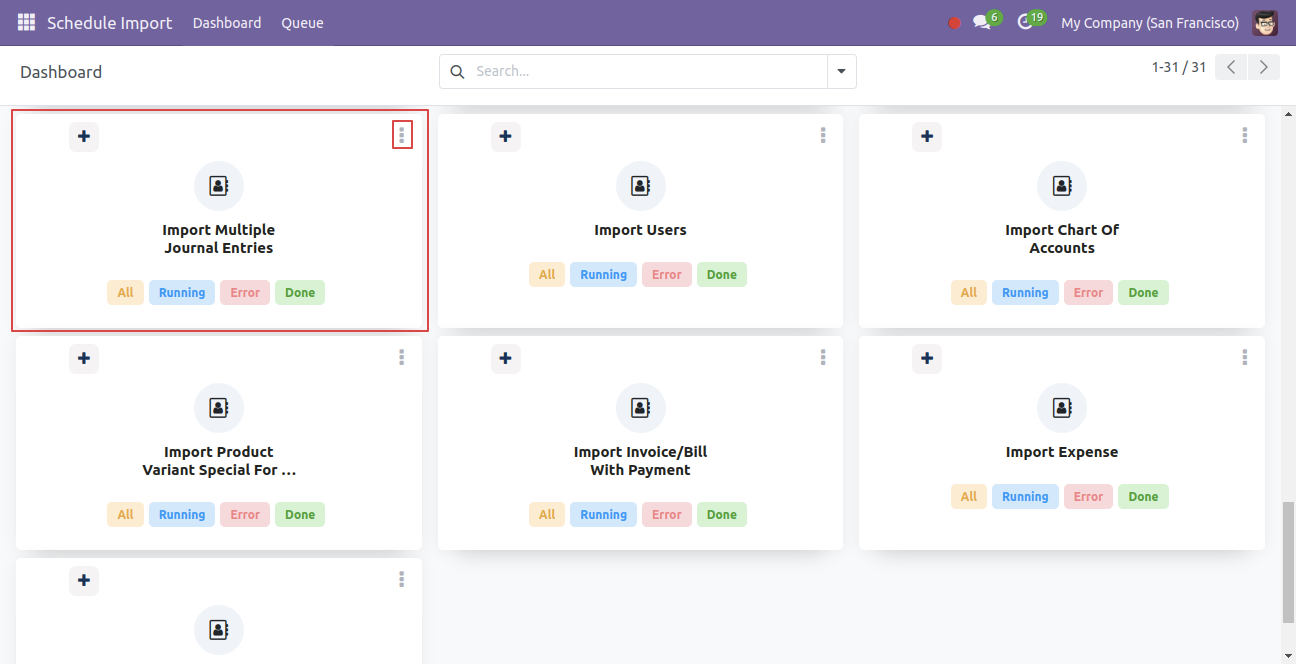 Schedule Import Dashboard Queue 6 19 My Company (San Francisco)
Dashboard Search... 1-31 / 31
Import Multiple
Journal Entries
All Running Error Done
Import Users
All Running Error Done
Import Chart Of
Accounts
All Running Error Done
Import Product
Variant Special For ...
All Running Error Done
Import Invoice/Bill
With Payment
All Running Error Done
Import Expense
All Running Error Done